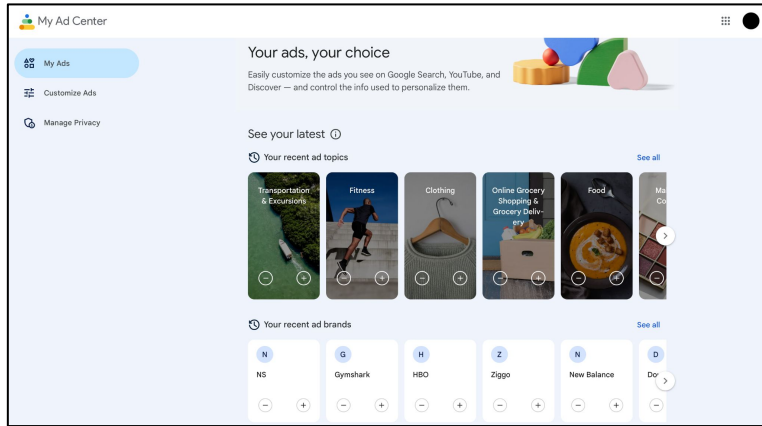 My Ad Center
My Ads
Customize Ads
Manage Privacy
Your ads, your choice
Easily customize the ads you see on Google Search, YouTube, and
Discover — and control the info used to personalize them.
See your latest
Your recent ad topics
See all
Transportation
& Excursions
Fitness
Clothing
Online Grocery
Shopping &
Grocery Deliv-
ery
Food
Ma
Co
Your recent ad brands
See all
N
NS
G
Gymshark
H
HBO
Z
Ziggo
N
New Balance
D